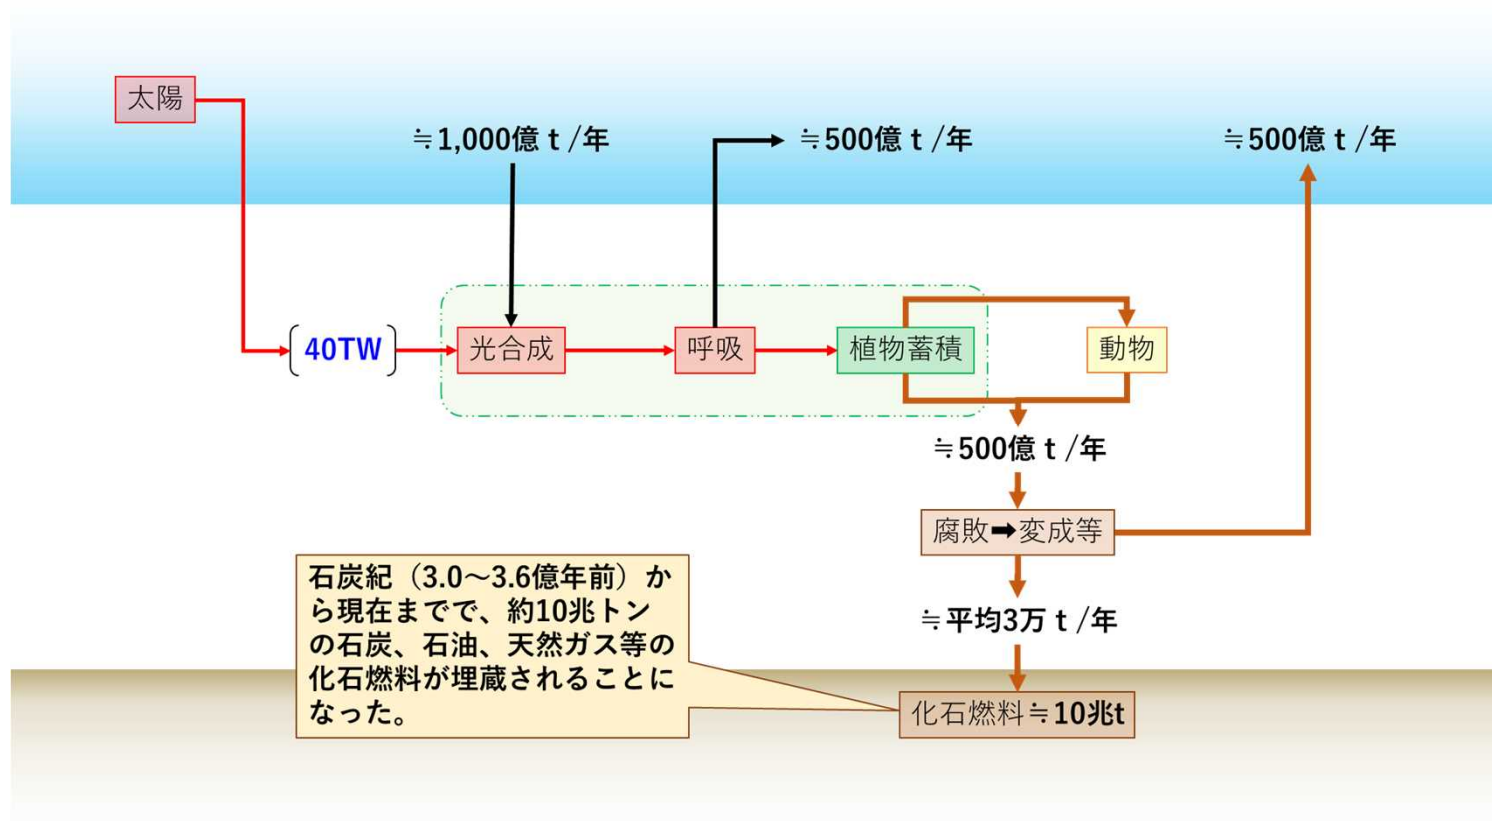 太陽
≒1,000億 t /年
≒500億 t /年
≒500億 t /年
40TW
光合成
呼吸
植物蓄積
動物
≒500億 t /年
腐敗➡変成等
石炭紀（3.0～3.6億年前）か
ら現在までで、約10兆トン
の石炭、石油、天然ガス等の
化石燃料が埋蔵されることに
なった。
≒平均3万 t /年
化石燃料≒10兆t